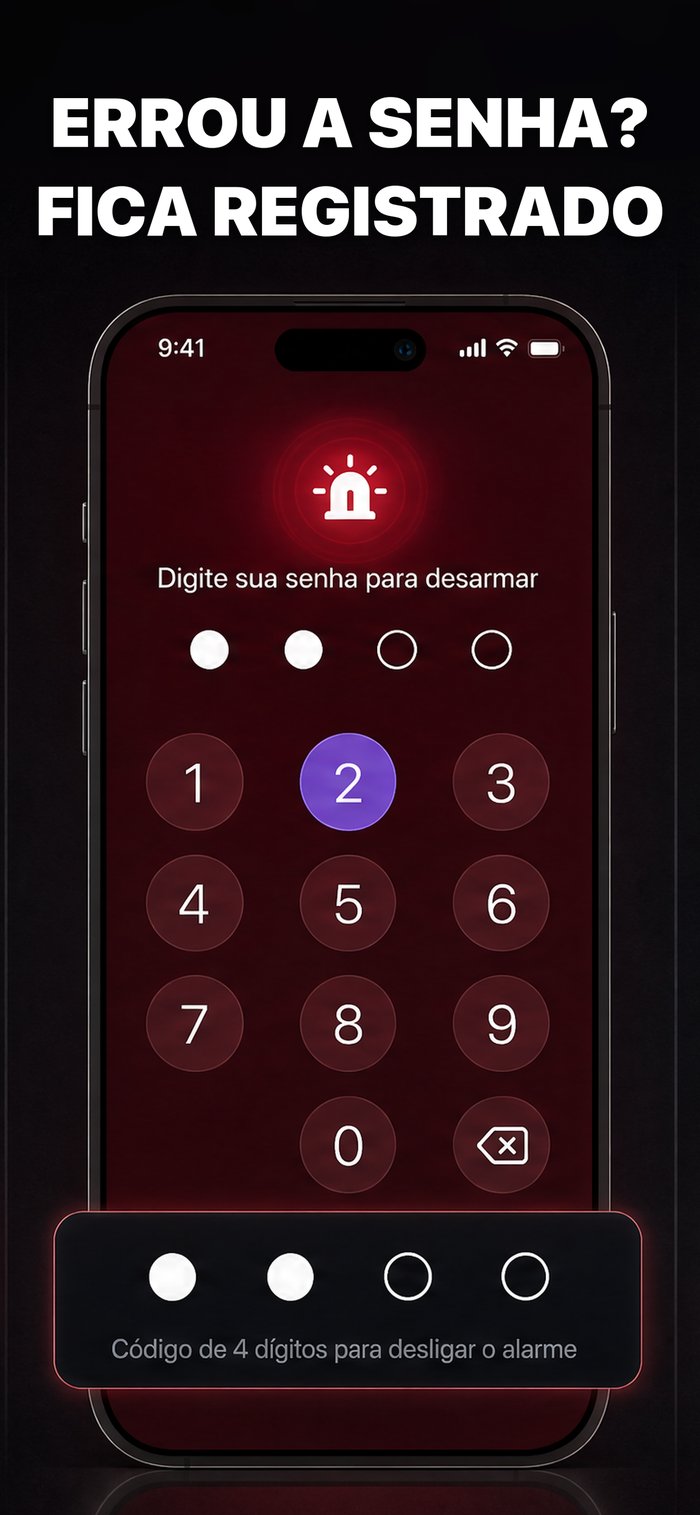 ERROU A SENHA?
FICA REGISTRADO
9:41
Digite sua senha para desarmar
1 2 3
4 5 6
7 8 9
0
Código de 4 dígitos para desligar o alarme